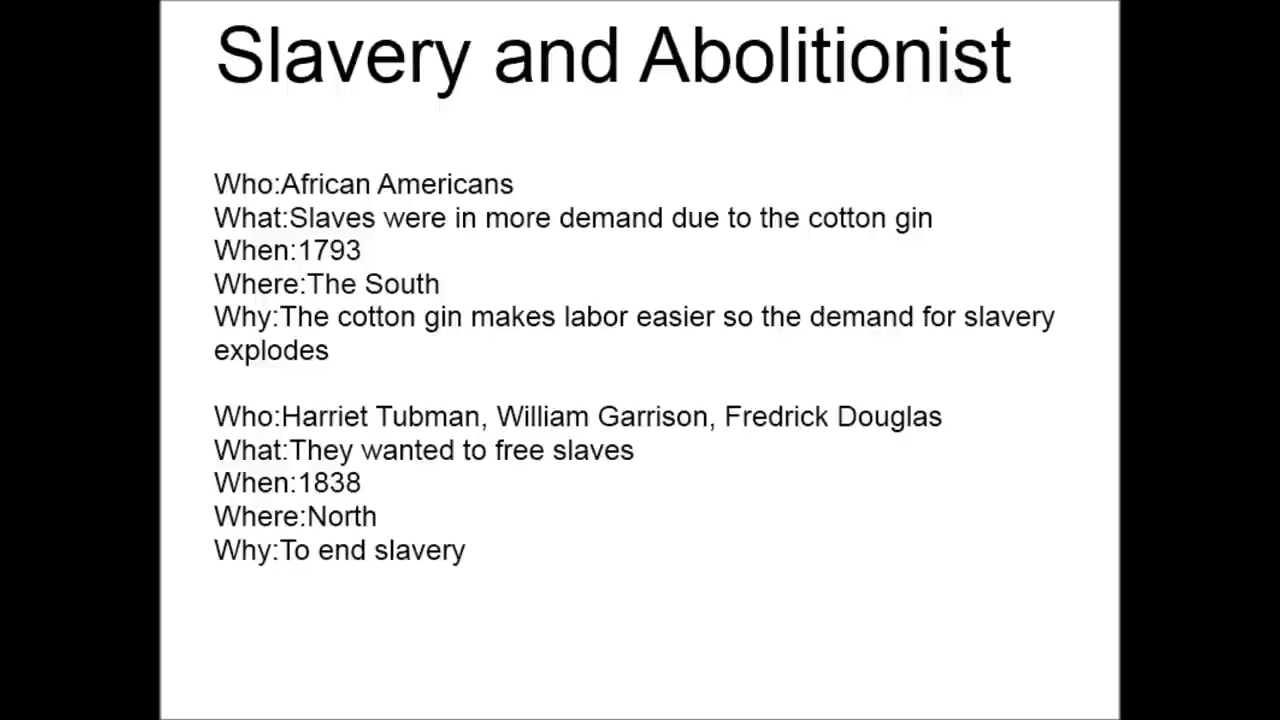 Slavery and Abolitionist
Who:African Americans
What:Slaves were in more demand due to the cotton gin
When:1793
Where:The South
Why:The cotton gin makes labor easier so the demand for slavery
explodes
Who:Harriet Tubman, William Garrison, Fredrick Douglas
What:They wanted to free slaves
When:1838
Where:North
Why:To end slavery